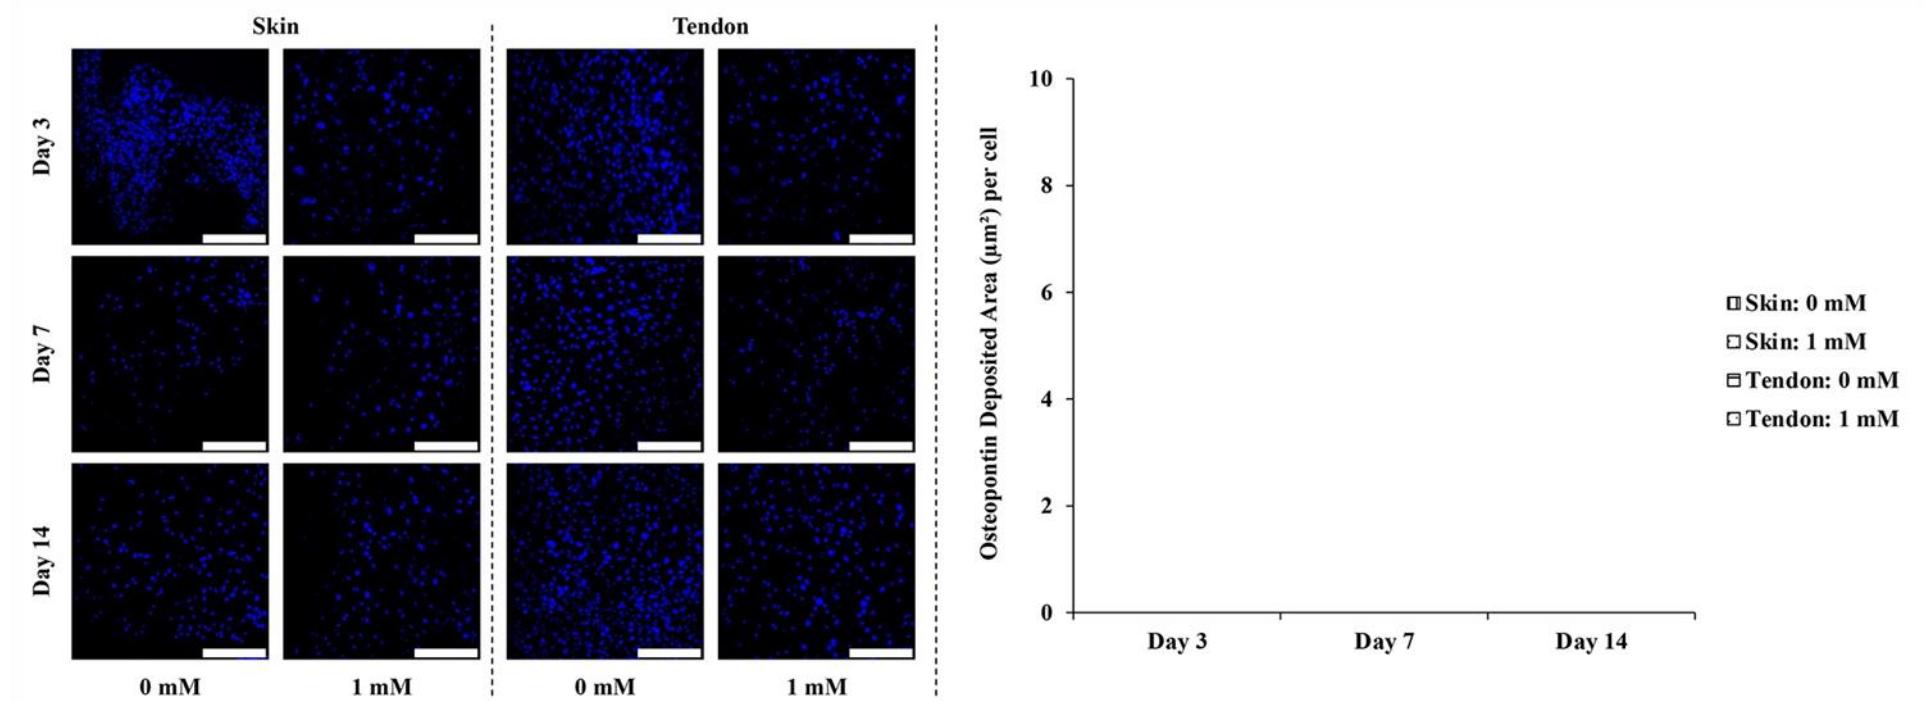 Skin
Tendon
Day 3
Day 7
Day 14
0 mM
1 mM
0 mM
1 mM
Osteopontin Deposited Area (µm²) per cell
10
8
6
4
2
0
Day 3
Day 7
Day 14
Skin: 0 mM
Skin: 1 mM
Tendon: 0 mM
Tendon: 1 mM